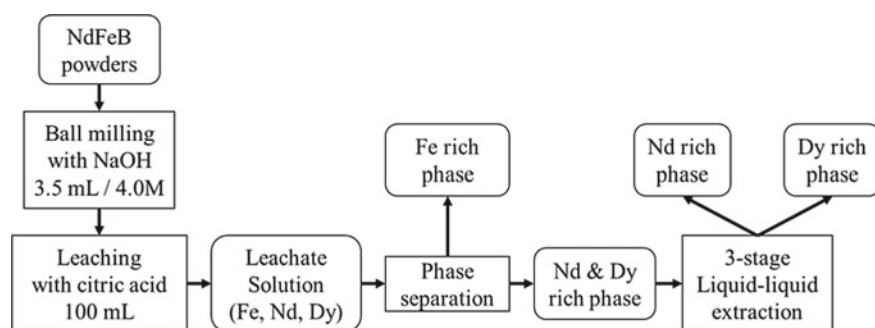 NdFeB
powders
Ball milling
with NaOH
3.5 mL / 4.0M
Leaching
with citric acid
100 mL
Leachate
Solution
(Fe, Nd, Dy)
Phase
separation
Fe rich
phase
Nd & Dy
rich phase
3-stage
Liquid-liquid
extraction
Nd rich
phase
Dy rich
phase